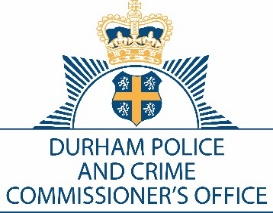 DURHAM POLICE
AND CRIME
COMMISSIONER'S OFFICE